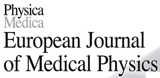 Physica
Medica
European Journal
of Medical Physics